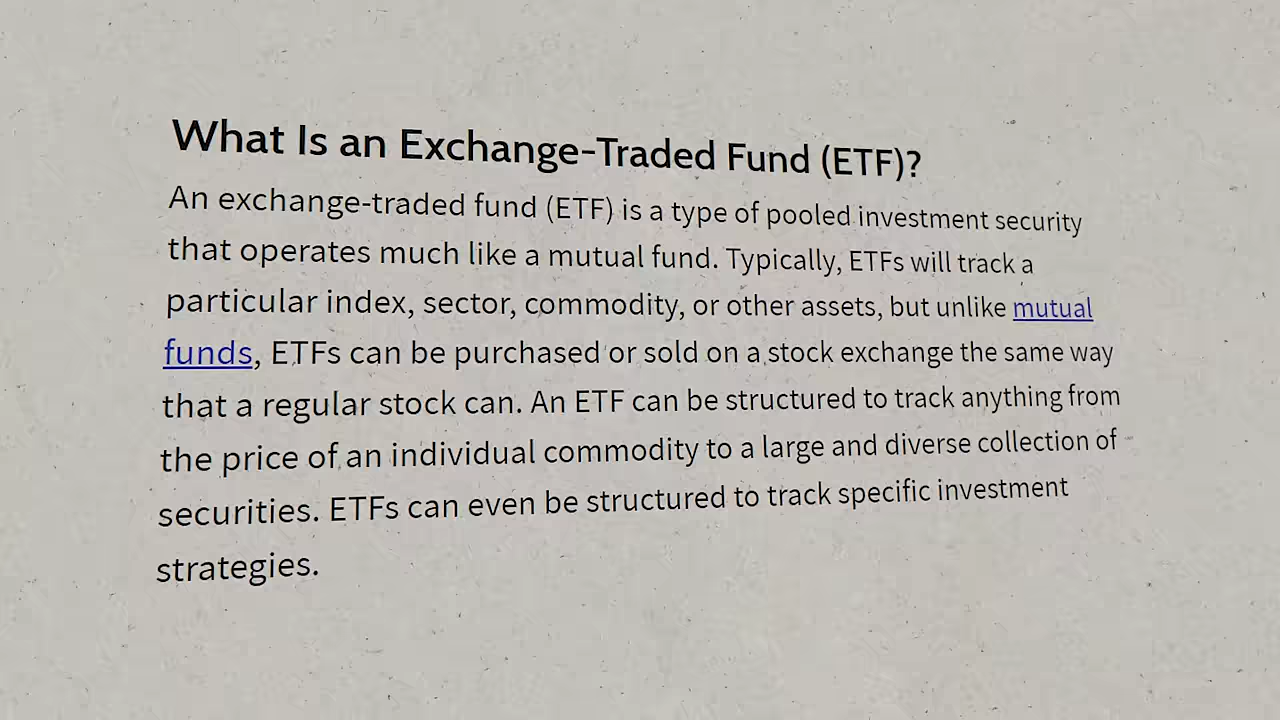 What Is an Exchange-Traded Fund (ETF)?
An exchange-traded fund (ETF) is a type of pooled investment security
that operates much like a mutual fund. Typically, ETFs will track a
particular index, sector, commodity, or other assets, but unlike mutual
funds, ETFs can be purchased or sold on a stock exchange the same way
that a regular stock can. An ETF can be structured to track anything from
the price of an individual commodity to a large and diverse collection of
securities. ETFs can even be structured to track specific investment
strategies.